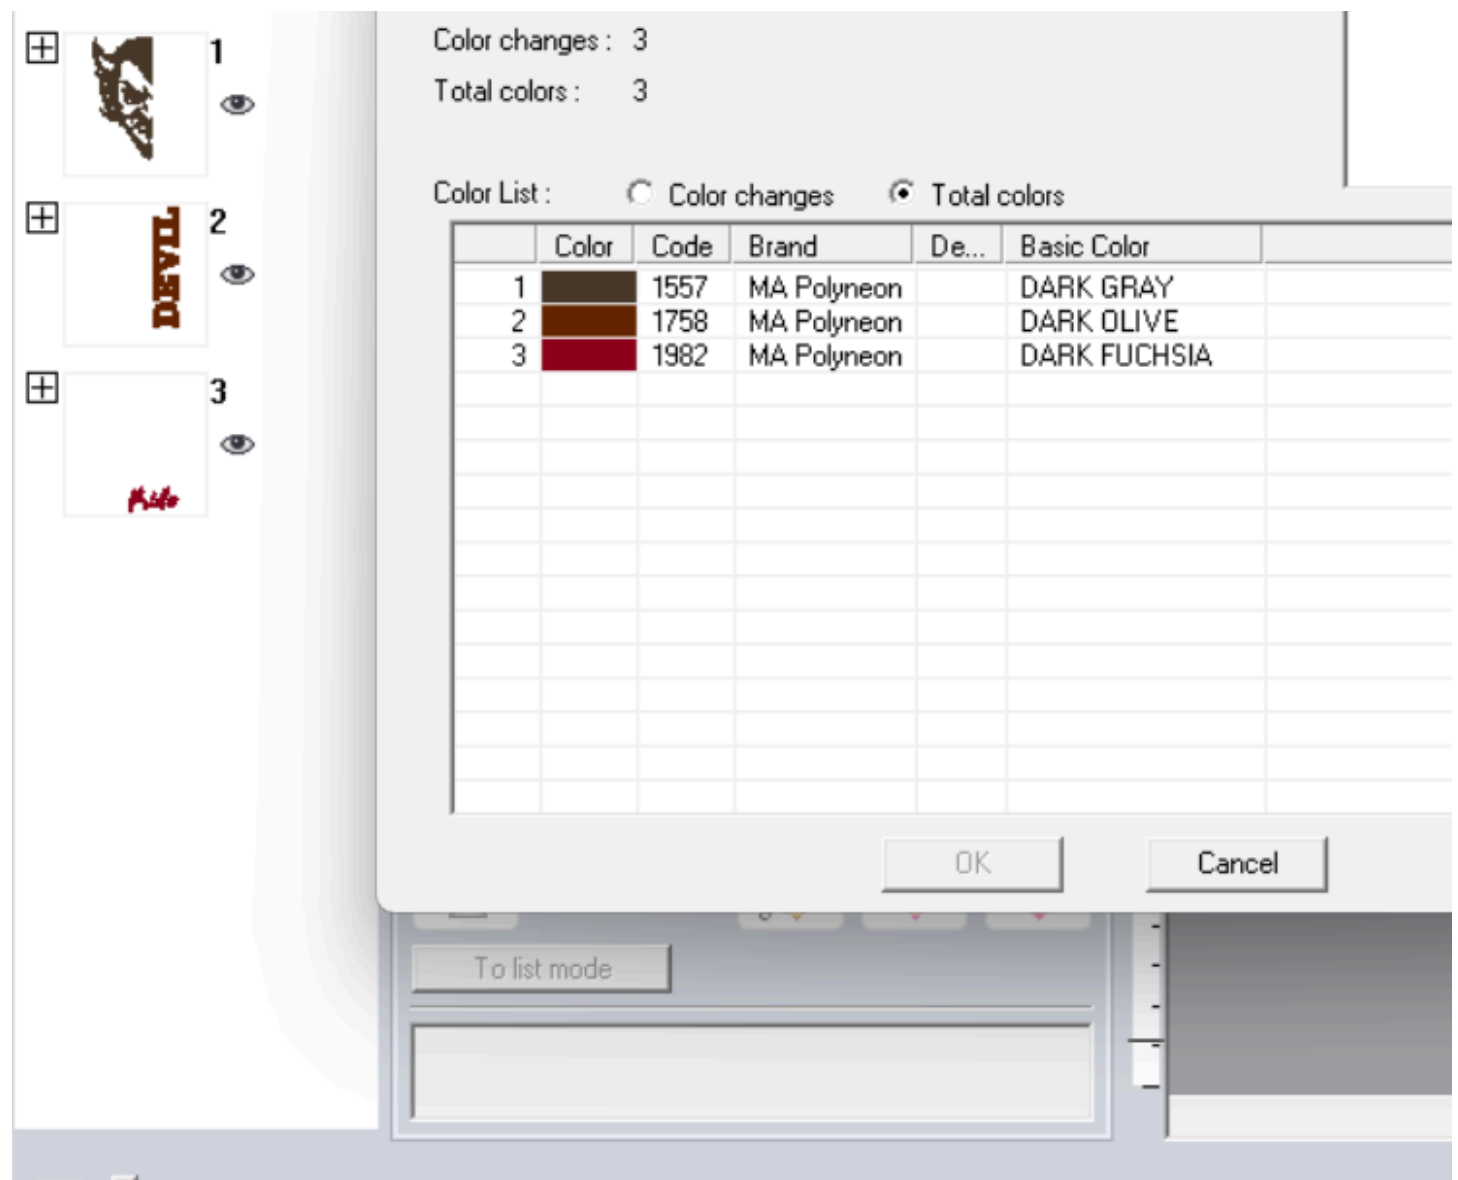 Color changes : 3
Total colors : 3
Color List : Color changes Total colors
Color Code Brand De... Basic Color
1 1557 MA Polyneon DARK GRAY
2 1758 MA Polyneon DARK OLIVE
3 1982 MA Polyneon DARK FUCHSIA
OK Cancel
To list mode
1
2
3